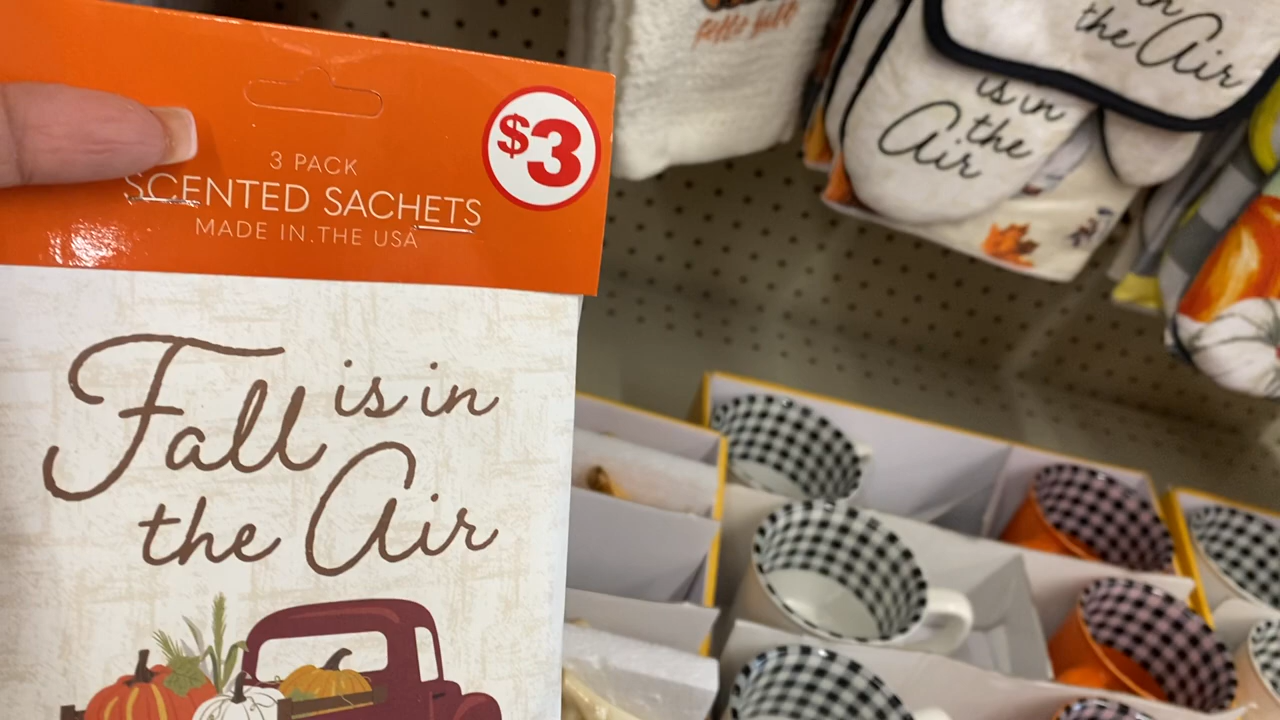 $3
3 PACK
SCENTED SACHETS
MADE IN THE USA
Fall is in
the Air
in
the Air
is in
the
Air